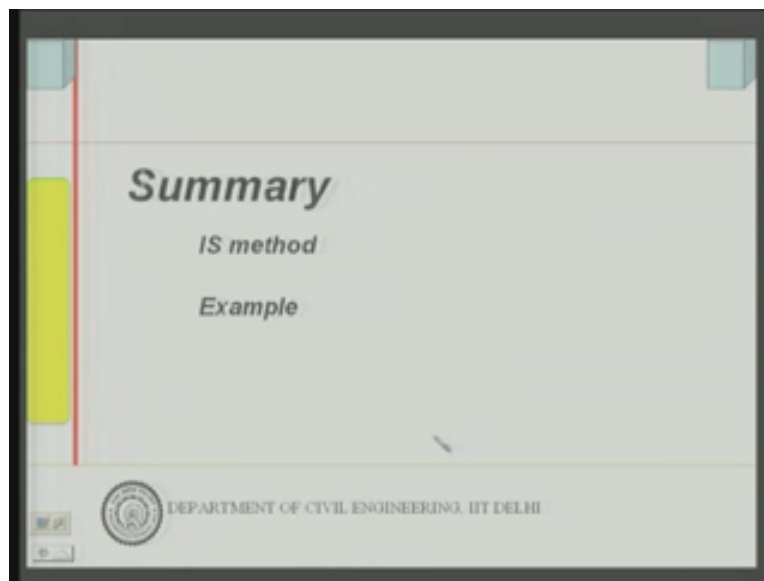 Summary
IS method
Example
DEPARTMENT OF CIVIL ENGINEERING, IIT DELHI